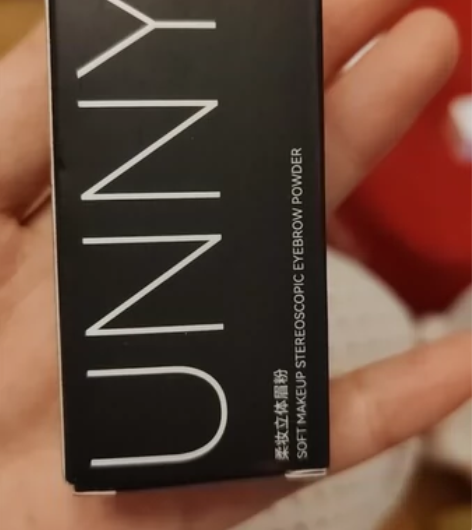 UNNY
柔妆立体眉粉
SOFT MAKEUP STEREOSCOPIC EYEBROW POWDER